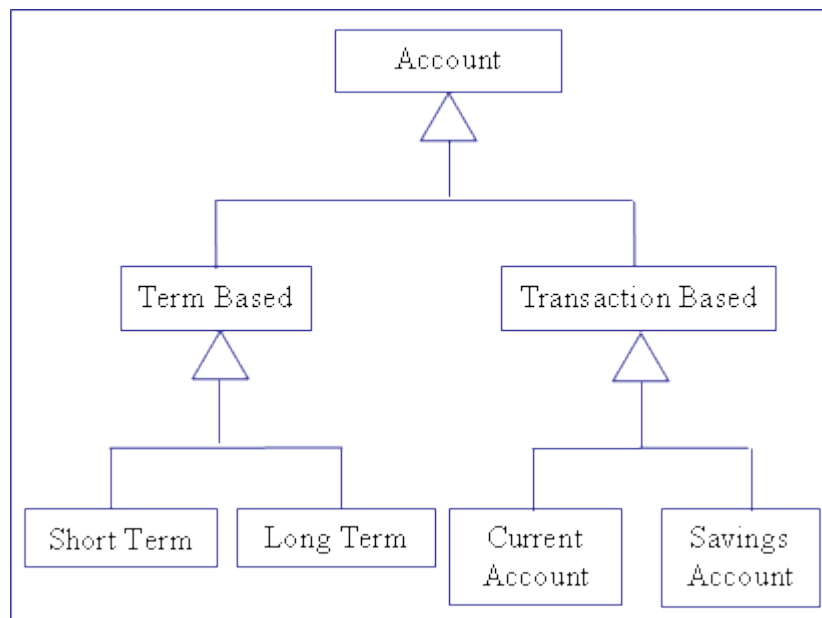 Account
Term Based
Transaction Based
Short Term
Long Term
Current
Account
Savings
Account